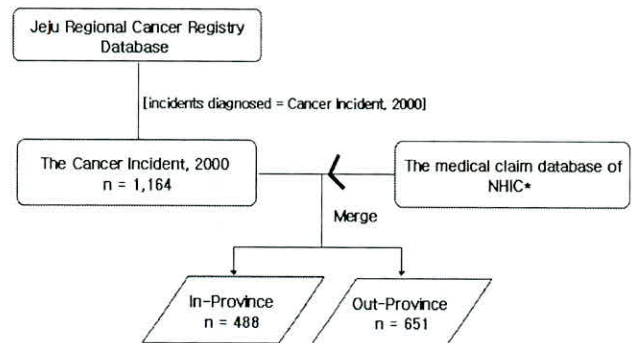 Jeju Regional Cancer Registry
Database
[incidents diagnosed = Cancer Incident, 2000]
The Cancer Incident, 2000
n = 1,164
The medical claim database of
NHIC*
Merge
In-Province
n = 488
Out-Province
n = 651